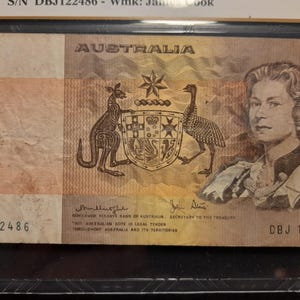 S/N DBJ122486 - Wmk: James Cook
AUSTRALIA
GOVERNOR RESERVE BANK OF AUSTRALIA SECRETARY TO THE TREASURY
THIS AUSTRALIAN NOTE IS LEGAL TENDER
THROUGHOUT AUSTRALIA AND ITS TERRITORIES
2486 DBJ